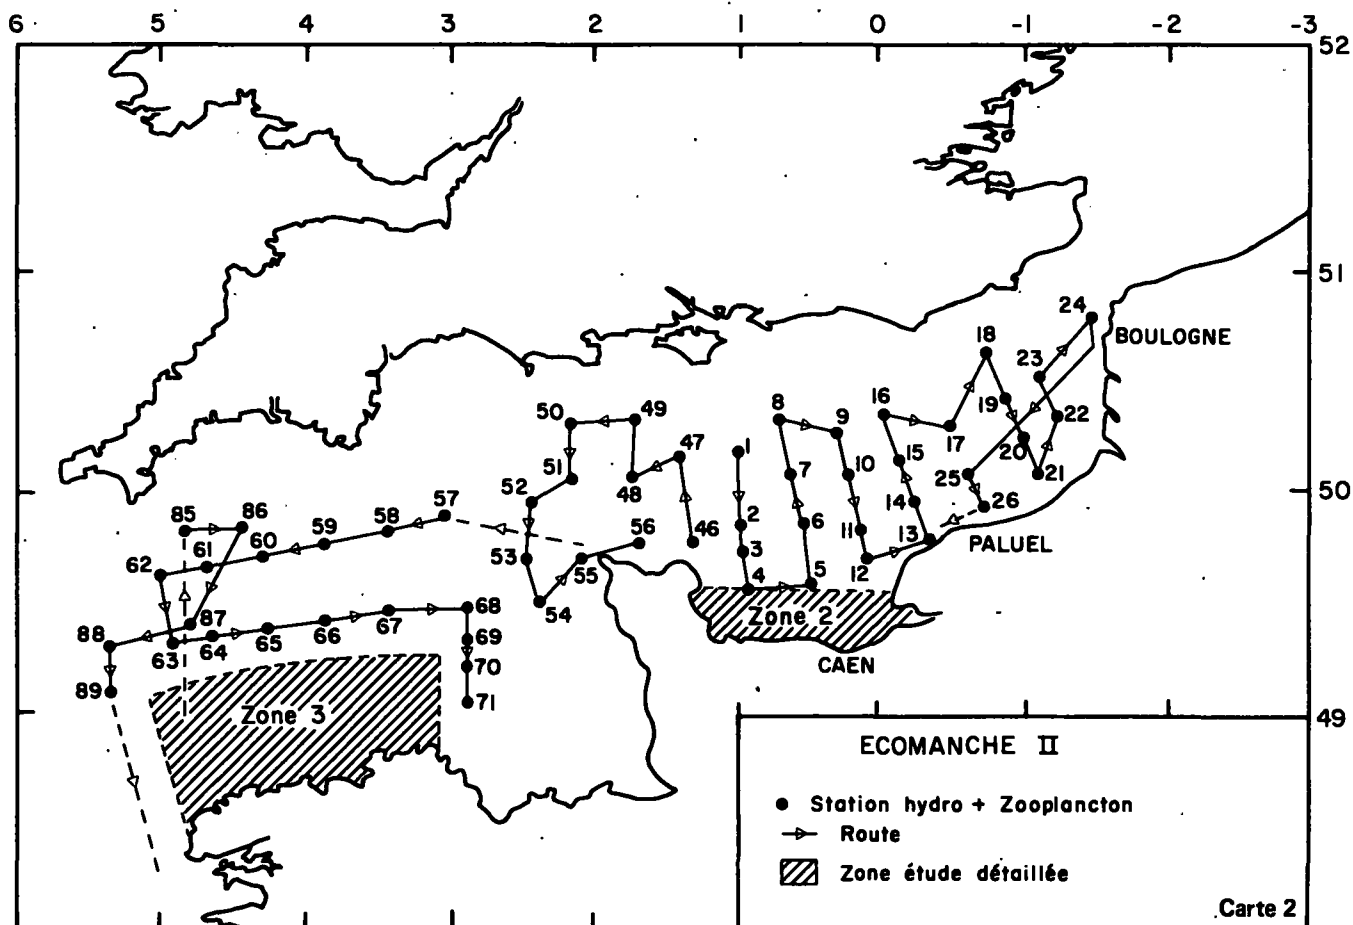 6 5 4 3 2 1 0 -1 -2 -3
52
51
50
49
24
BOULOGNE
18
23
8 16
50 49 9 19 22
17
47 1
20
51 7 10 15 25 21
52 48
85 86 57 14 26
58 2 6
59 56 46 11 13
61 60 3 PALUEL
62 53 12
55 4 5
54
68
87 67 Zone 2
88 66 69
63 64 65
CAEN
70
89
71
Zone 3
ECOMANCHE II
Station hydro + Zooplancton
Route
Zone étude détaillée
Carte 2